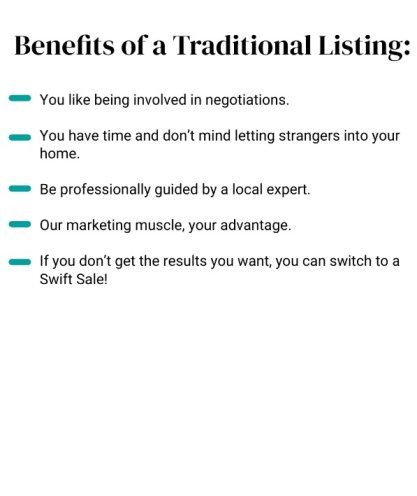 Benefits of a Traditional Listing:
You like being involved in negotiations.
You have time and don’t mind letting strangers into your
home.
Be professionally guided by a local expert.
Our marketing muscle, your advantage.
If you don’t get the results you want, you can switch to a
Swift Sale!